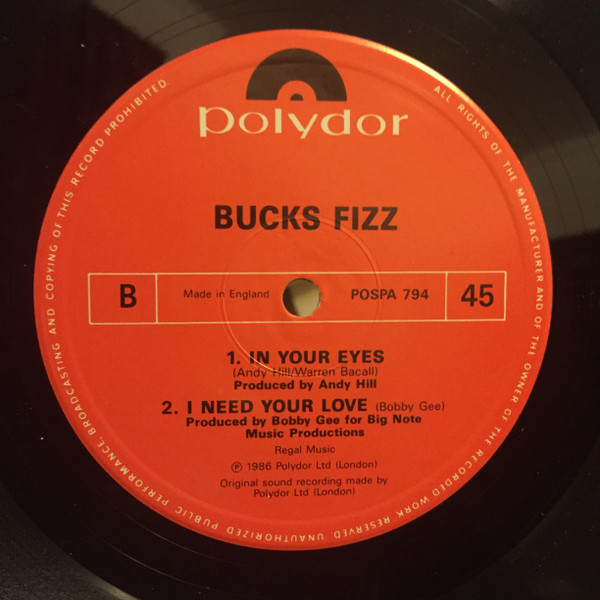 polydor
BUCKS FIZZ
B
Made in England
POSPA 794
45
1. IN YOUR EYES
(Andy Hill/Warren Bacall)
Produced by Andy Hill
2. I NEED YOUR LOVE (Bobby Gee)
Produced by Bobby Gee for Big Note
Music Productions
Regal Music
℗ 1986 Polydor Ltd (London)
Original sound recording made by
Polydor Ltd (London)
ALL RIGHTS OF THE MANUFACTURER AND OF THE OWNER OF THE RECORDED WORK RESERVED. UNAUTHORIZED PUBLIC PERFORMANCE, BROADCASTING AND COPYING OF THIS RECORD PROHIBITED.